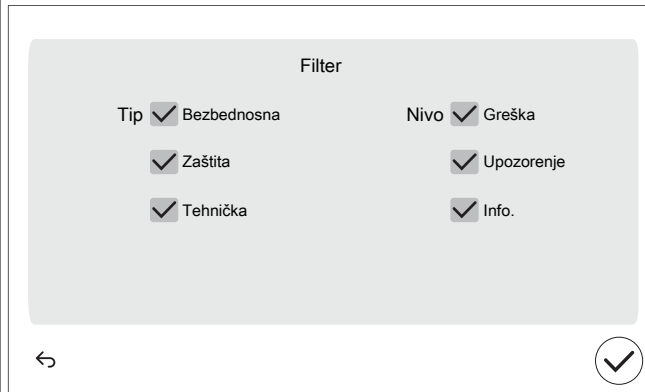 Filter
Tip Bezbednosna Nivo Greška
Zaštita Upozorenje
Tehnička Info.